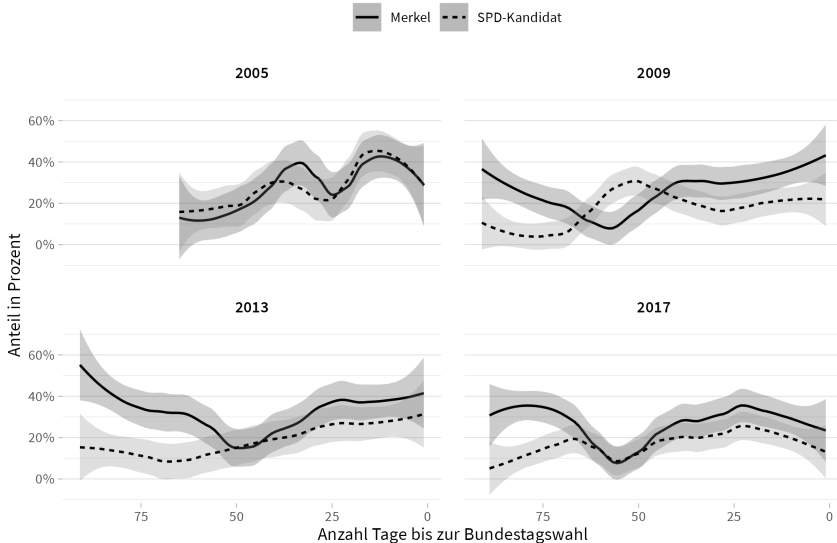 Merkel SPD-Kandidat
2005 2009
60%
40%
20%
0%
2013 2017
60%
40%
20%
0%
75 50 25 0 75 50 25 0
Anzahl Tage bis zur Bundestagswahl
Anteil in Prozent